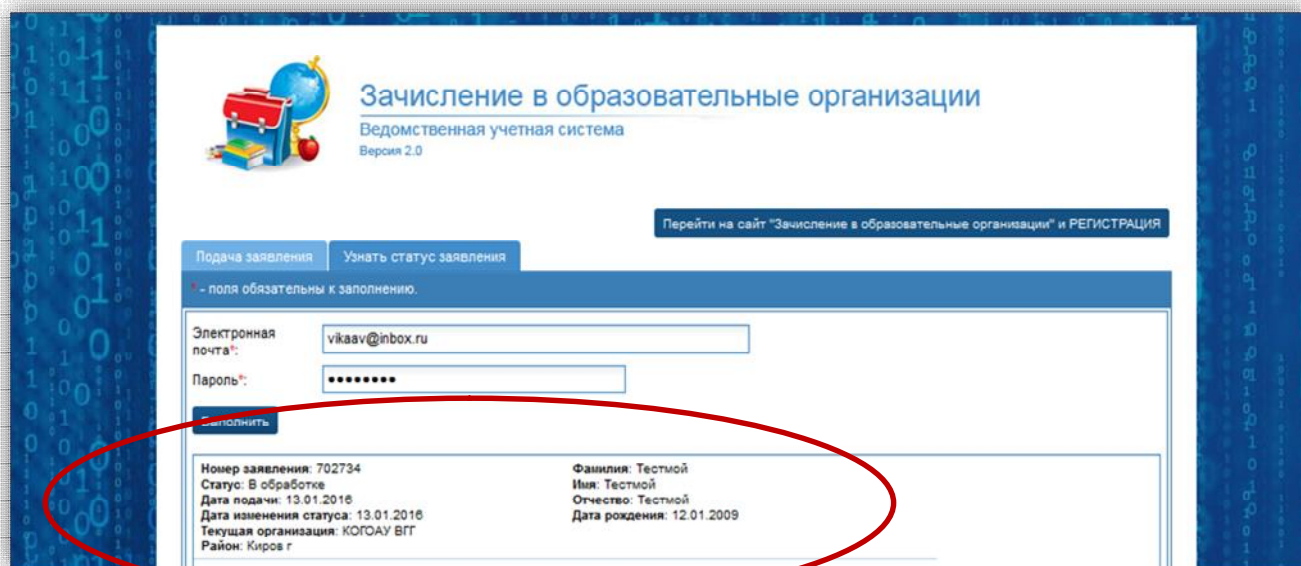 Зачисление в образовательные организации
Ведомственная учетная система
Версия 2.0
Перейти на сайт "Зачисление в образовательные организации" и РЕГИСТРАЦИЯ
Подача заявления Узнать статус заявления
* - поля обязательны к заполнению.
Электронная
почта*: vikaav@inbox.ru
Пароль*: ••••••••
Заполнить
Номер заявления: 702734 Фамилия: Тестмой
Статус: В обработке Имя: Тестмой
Дата подачи: 13.01.2016 Отчество: Тестмой
Дата изменения статуса: 13.01.2016 Дата рождения: 12.01.2009
Текущая организация: КОГОАУ ВГГ
Район: Киров г